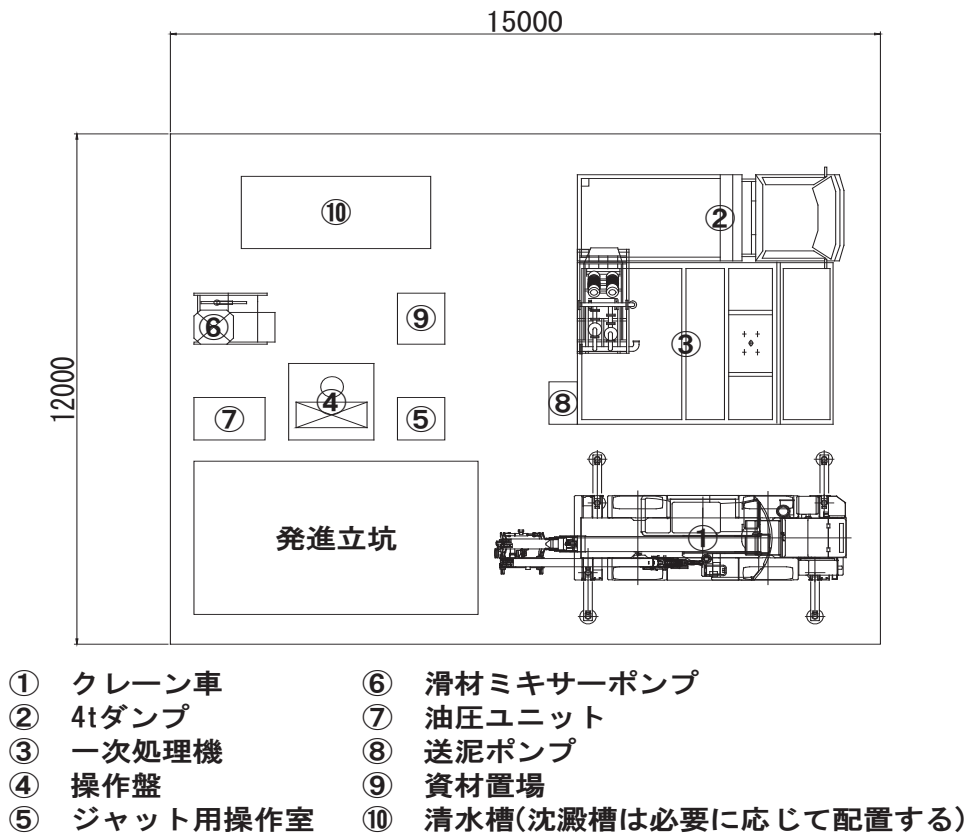 15000
12000
⑩
②
⑥
⑨
③
④
⑦
⑤
⑧
発進立坑
①
① クレーン車
② 4tダンプ
③ 一次処理機
④ 操作盤
⑤ ジャット用操作室
⑥ 滑材ミキサーポンプ
⑦ 油圧ユニット
⑧ 送泥ポンプ
⑨ 資材置場
⑩ 清水槽(沈澱槽は必要に応じて配置する)